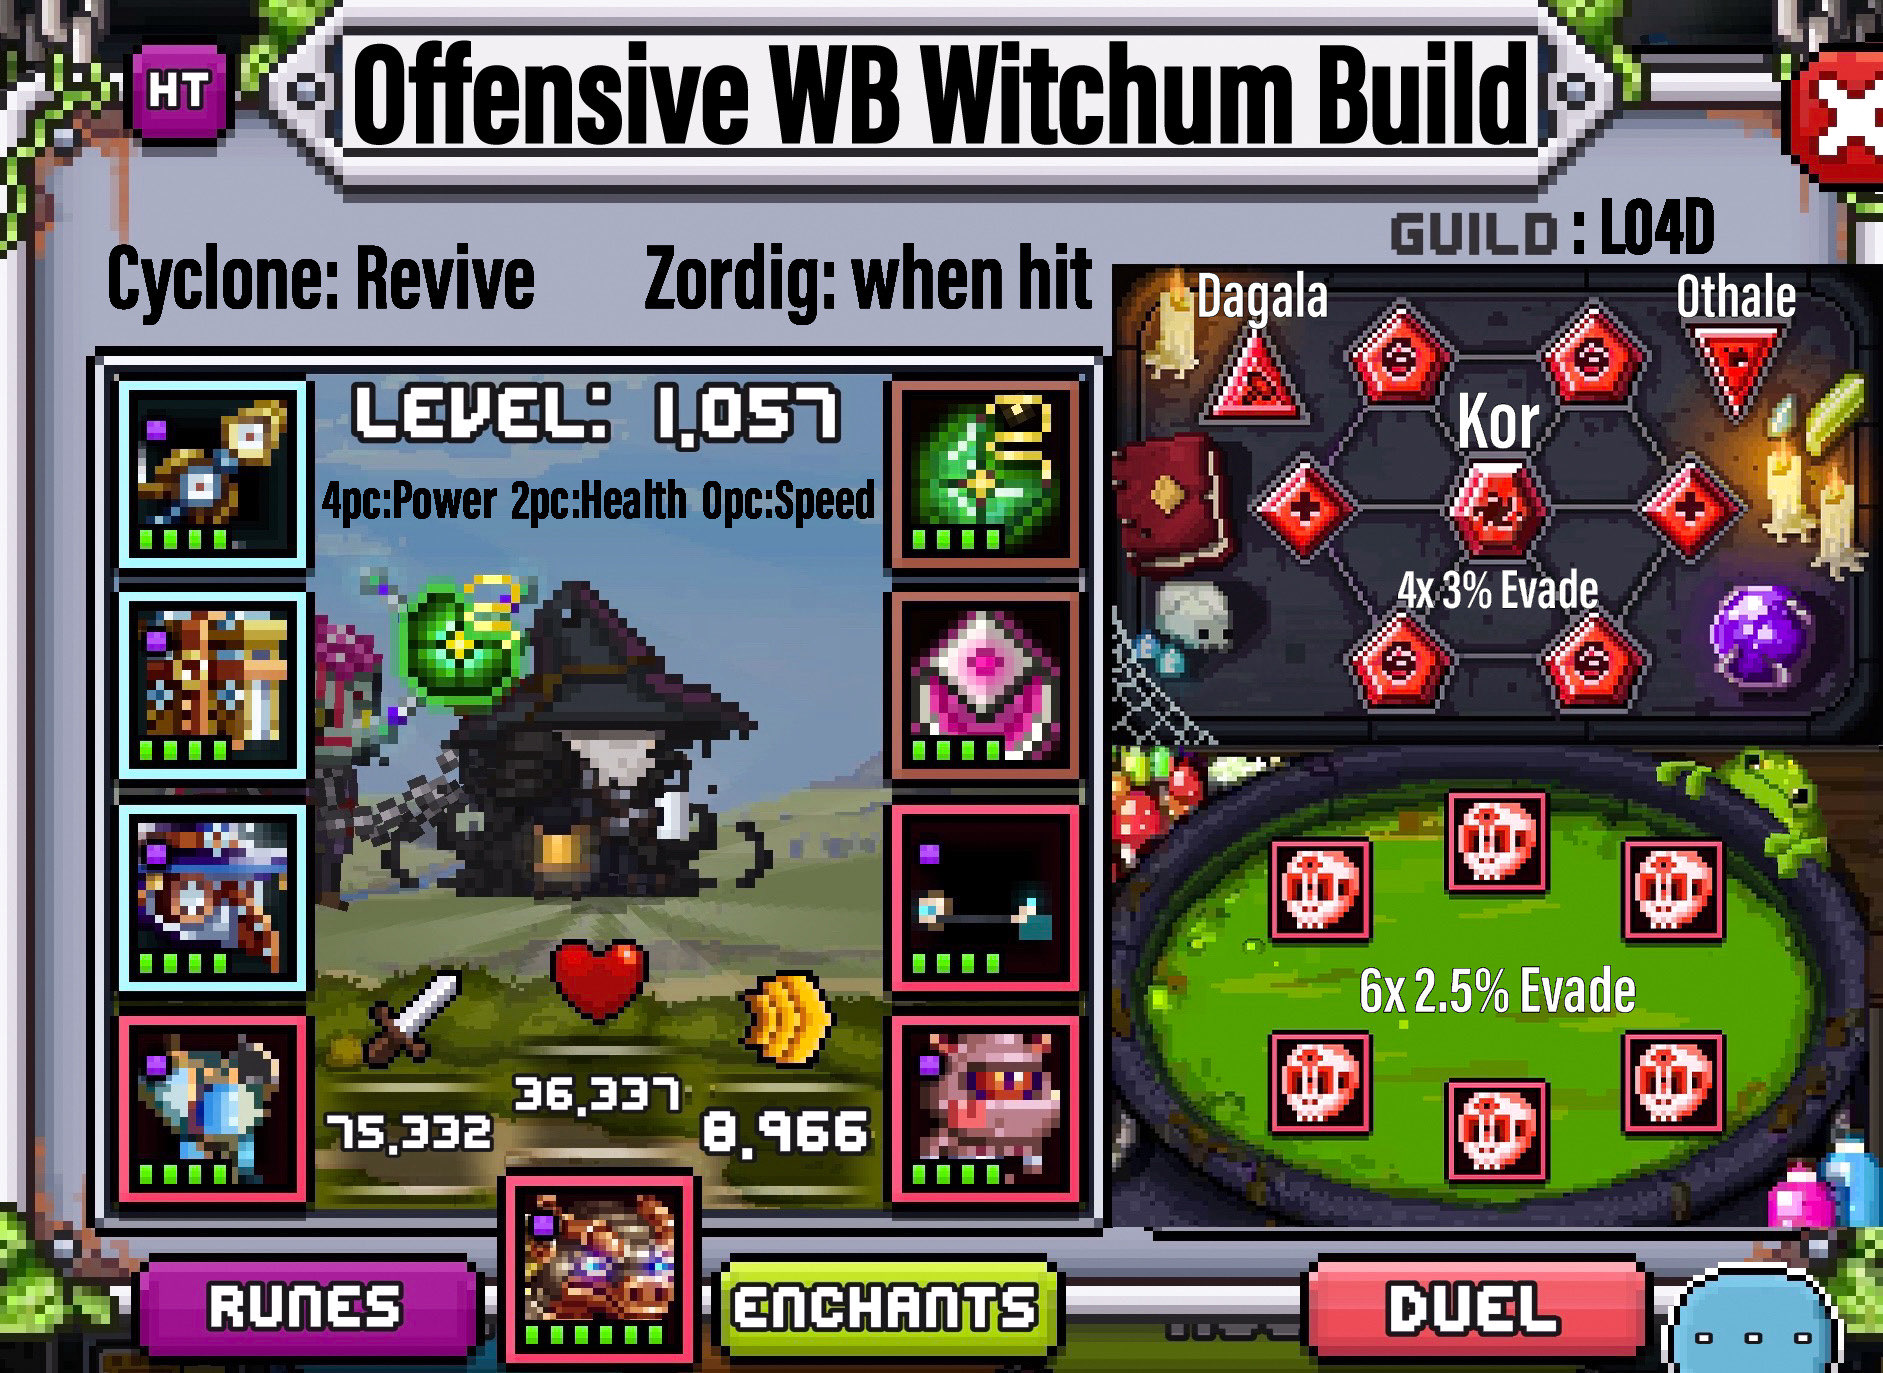 HT
Offensive WB Witchum Build
GUILD : LO4D
Cyclone: Revive
Zordig: when hit
Dagala
Othale
LEVEL: 1,057
Kor
4pc:Power 2pc:Health 0pc:Speed
4x 3% Evade
6x 2.5% Evade
75,332
36,337
8,966
RUNES
ENCHANTS
DUEL